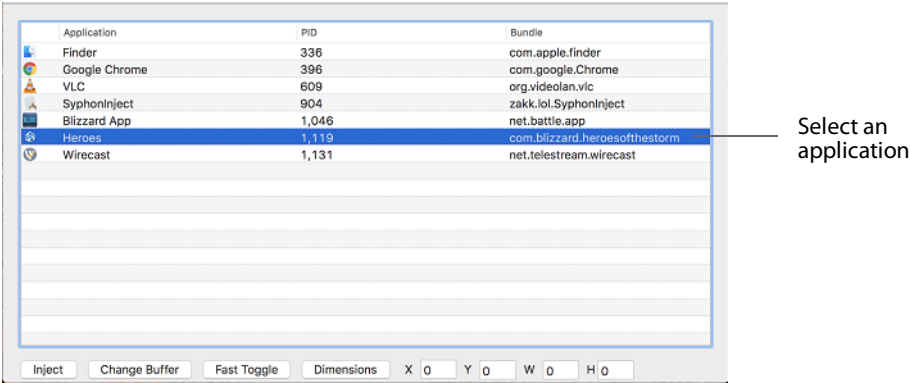 Application PID Bundle
Finder 336 com.apple.finder
Google Chrome 396 com.google.Chrome
VLC 609 org.videolan.vlc
SyphonInject 904 zakk.lol.SyphonInject
Blizzard App 1,046 net.battle.app
Heroes 1,119 com.blizzard.heroesofthestorm
Wirecast 1,131 net.telestream.wirecast
Select an
application
Inject Change Buffer Fast Toggle Dimensions X 0 Y 0 W 0 H 0